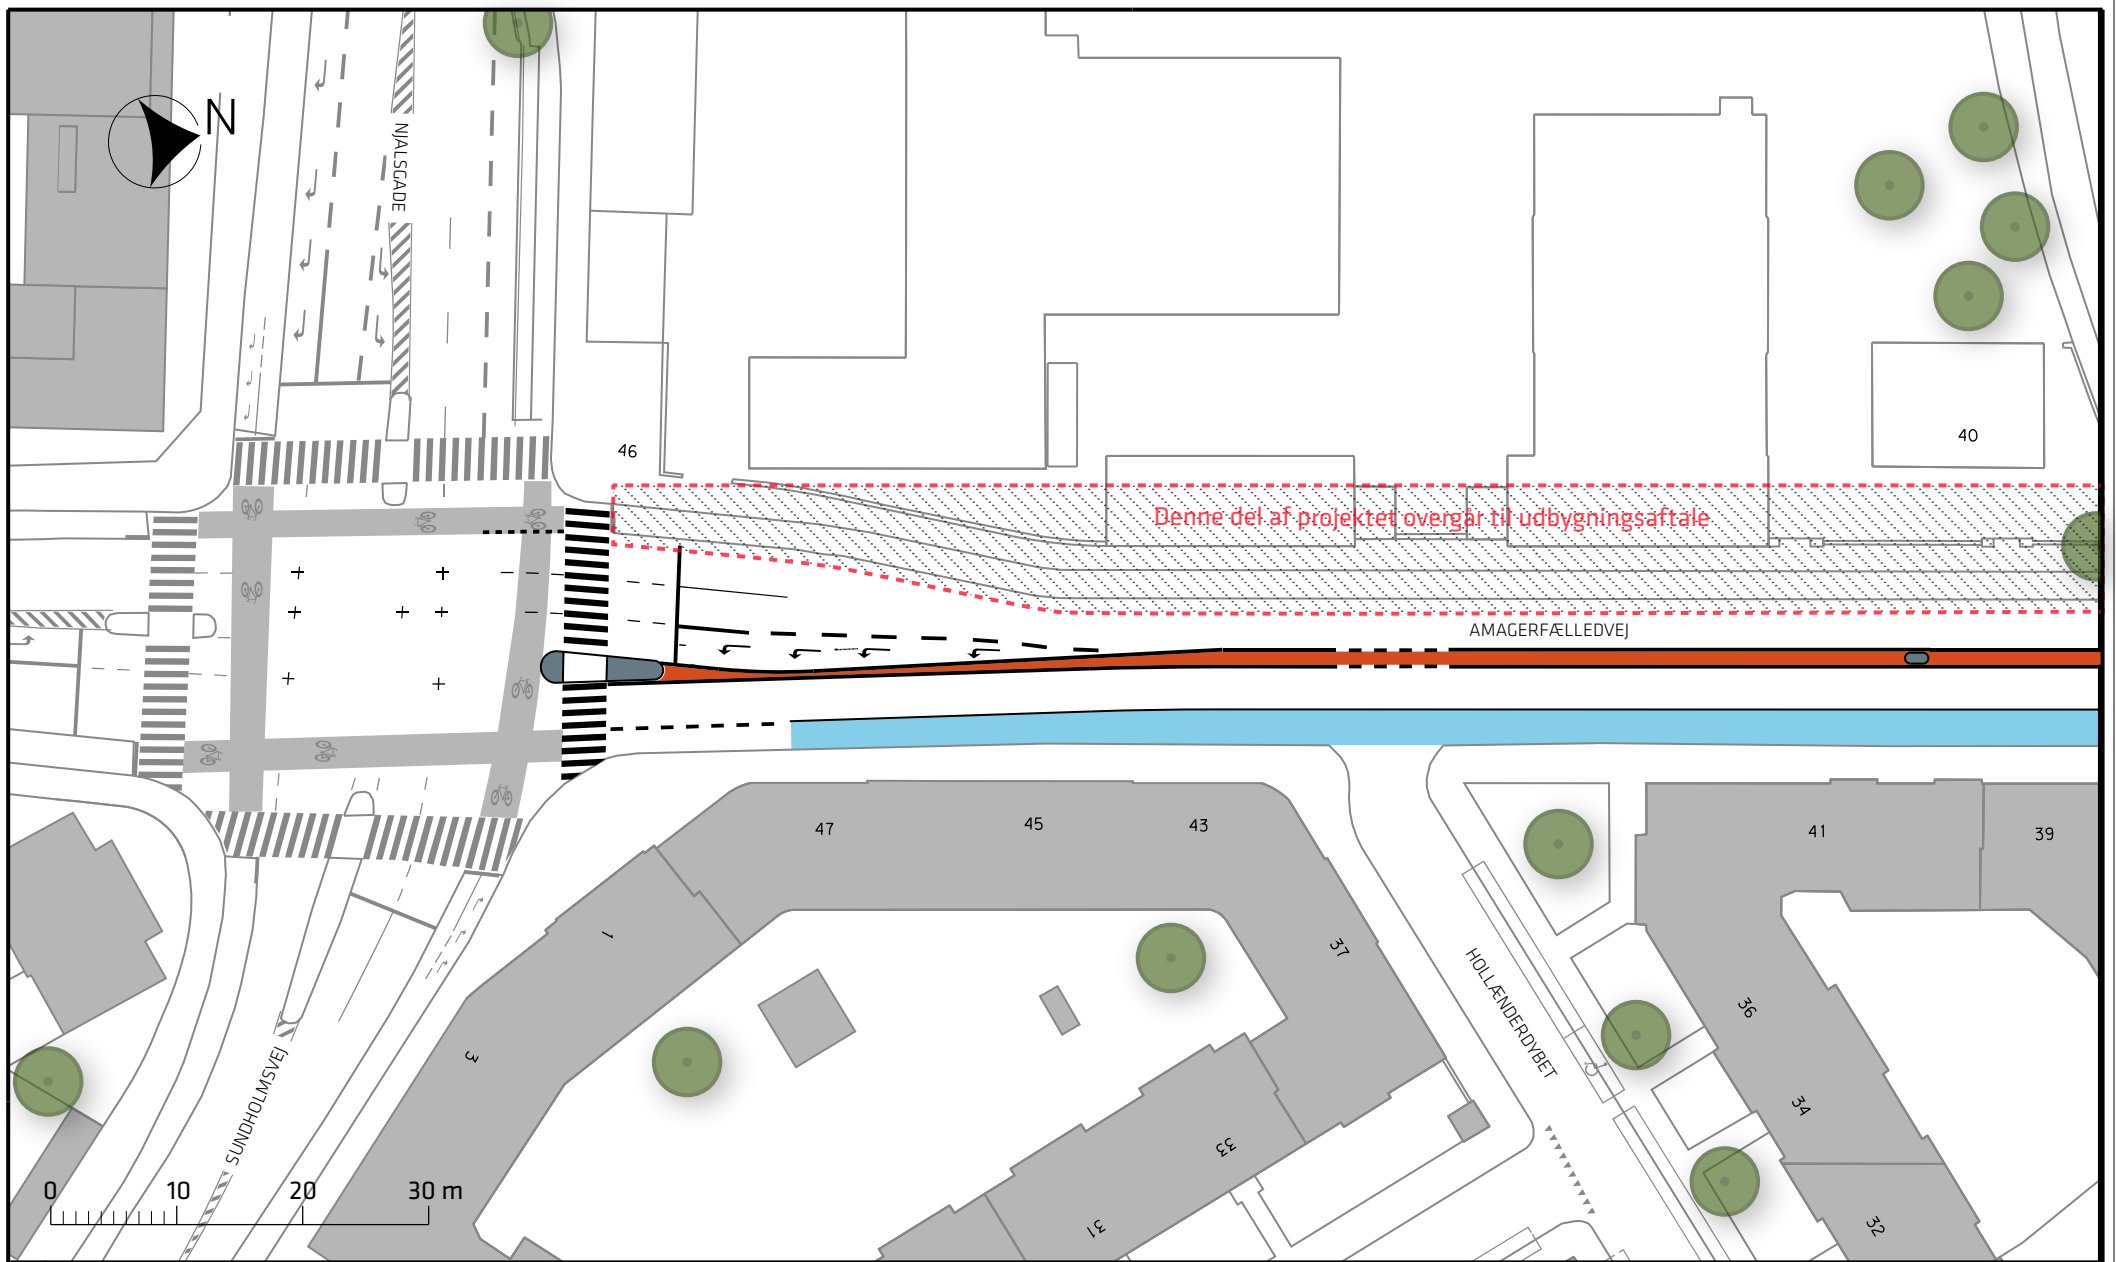 N
NJALSGADE
46
40
Denne del af projektet overgår til udbygningsaftale
AMAGERFÆLLEDVEJ
47
45
43
41
39
1
37
HOLLÆNDERDYBET
36
3
34
SUNDHOLMSVEJ
33
0 10 20 30 m
31
32